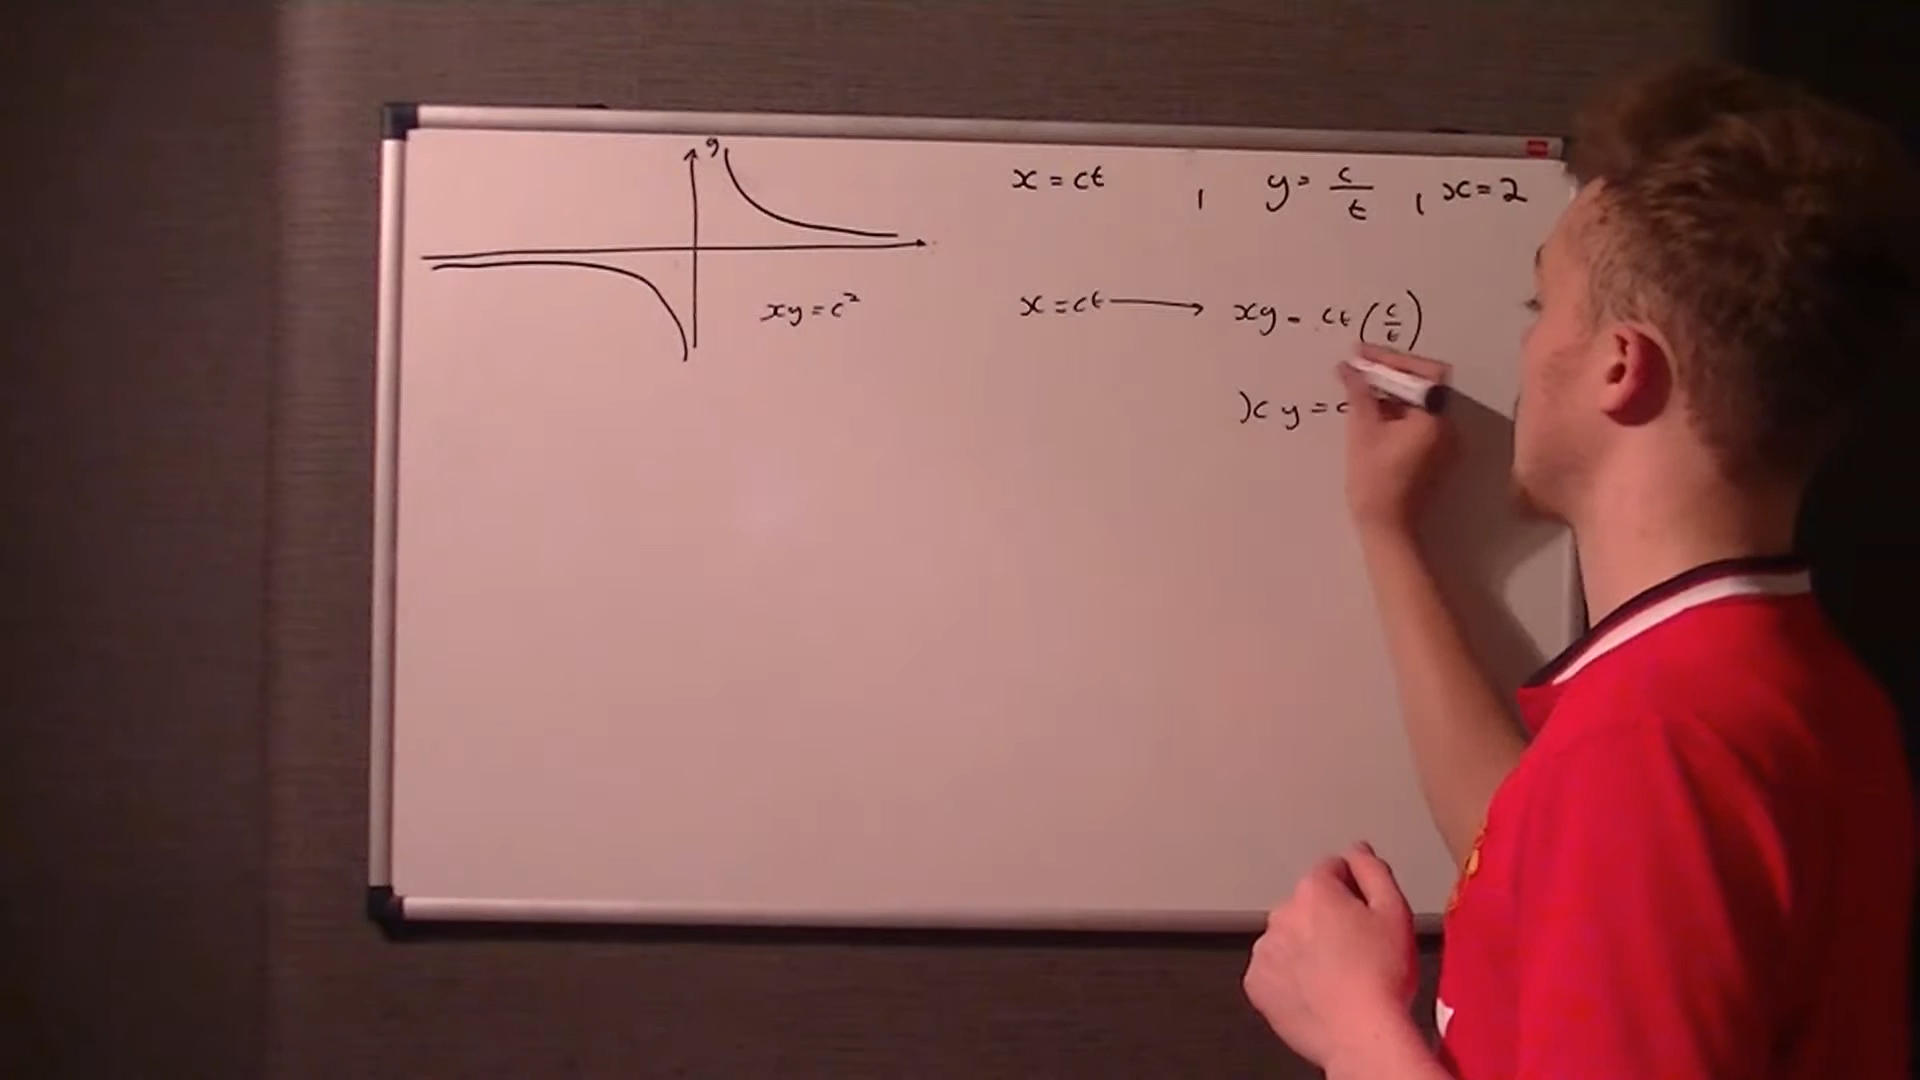 y
xy = c²
x = ct , y = c/t , x = 2
x = ct → xy = ct (c/t)
xy = c